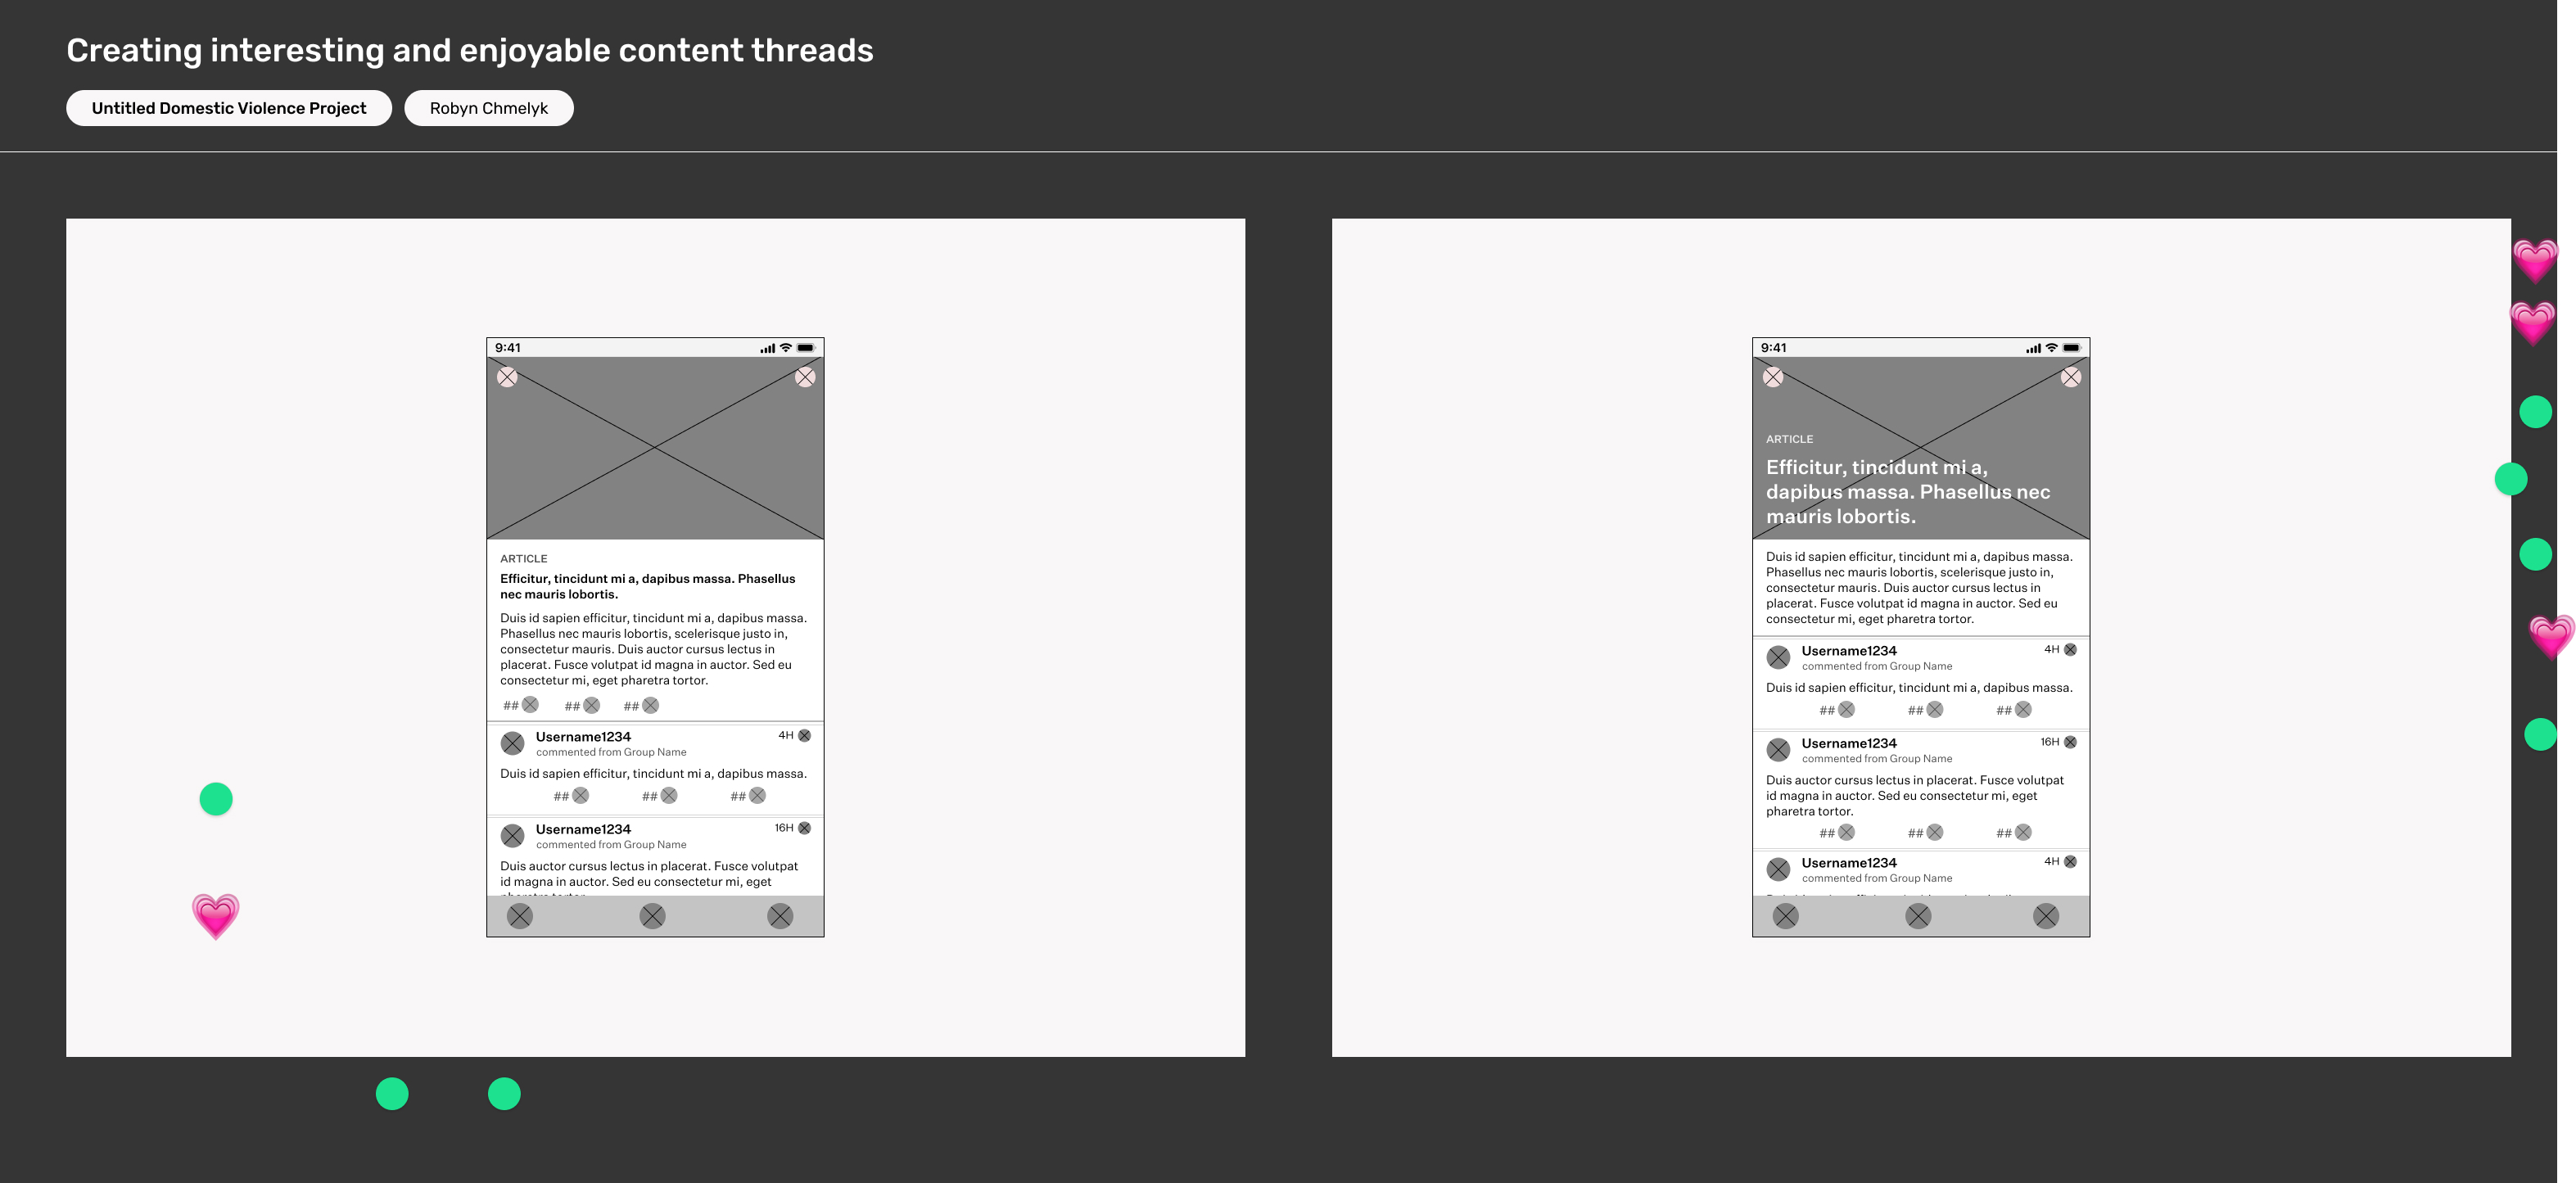 Creating interesting and enjoyable content threads
Untitled Domestic Violence Project
Robyn Chmelyk
9:41
ARTICLE
Efficitur, tincidunt mi a, dapibus massa. Phasellus
nec mauris lobortis.
Duis id sapien efficitur, tincidunt mi a, dapibus massa.
Phasellus nec mauris lobortis, scelerisque justo in,
consectetur mauris. Duis auctor cursus lectus in
placerat. Fusce volutpat id magna in auctor. Sed eu
consectetur mi, eget pharetra tortor.
## ## ##
Username1234 4H
commented from Group Name
Duis id sapien efficitur, tincidunt mi a, dapibus massa.
## ## ##
Username1234 16H
commented from Group Name
Duis auctor cursus lectus in placerat. Fusce volutpat
id magna in auctor. Sed eu consectetur mi, eget
9:41
ARTICLE
Efficitur, tincidunt mi a,
dapibus massa. Phasellus nec
mauris lobortis.
Duis id sapien efficitur, tincidunt mi a, dapibus massa.
Phasellus nec mauris lobortis, scelerisque justo in,
consectetur mauris. Duis auctor cursus lectus in
placerat. Fusce volutpat id magna in auctor. Sed eu
consectetur mi, eget pharetra tortor.
Username1234 4H
commented from Group Name
Duis id sapien efficitur, tincidunt mi a, dapibus massa.
## ## ##
Username1234 16H
commented from Group Name
Duis auctor cursus lectus in placerat. Fusce volutpat
id magna in auctor. Sed eu consectetur mi, eget
pharetra tortor.
## ## ##
Username1234 4H
commented from Group Name